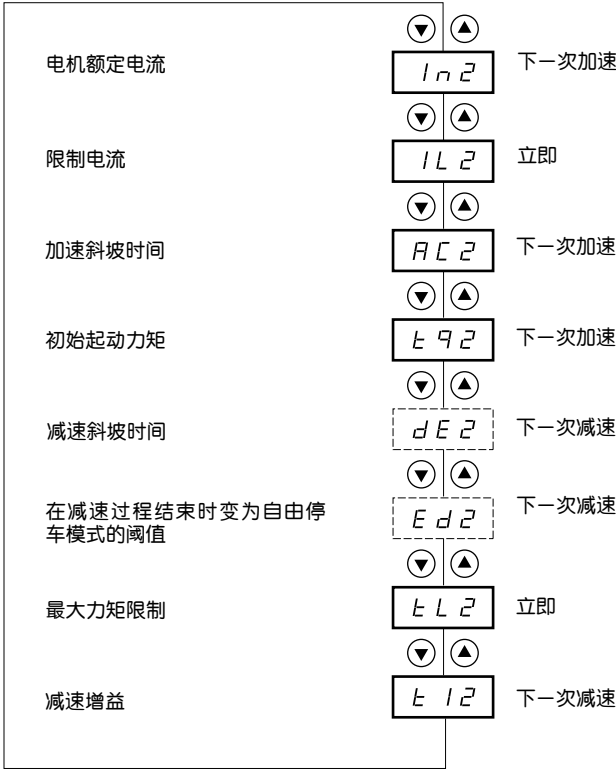 电机额定电流 In2 下一次加速
限制电流 IL2 立即
加速斜坡时间 AC2 下一次加速
初始起动力矩 tq2 下一次加速
减速斜坡时间 dE2 下一次减速
在减速过程结束时变为自由停
车模式的阈值 Ed2 下一次减速
最大力矩限制 tL2 立即
减速增益 tI2 下一次减速